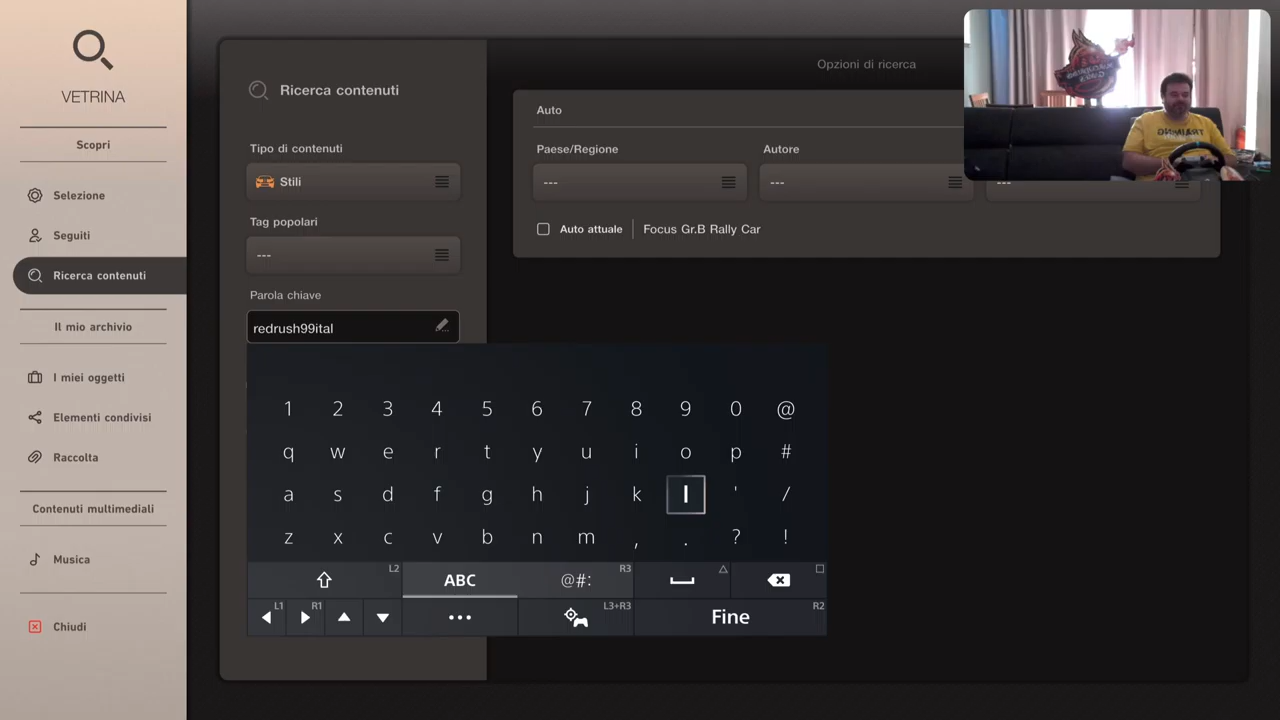 VETRINA
Scopri
Selezione
Seguiti
Ricerca contenuti
Il mio archivio
I miei oggetti
Elementi condivisi
Raccolta
Contenuti multimediali
Musica
Chiudi
Ricerca contenuti
Tipo di contenuti
Stili
Tag popolari
---
Parola chiave
redrush99ital
Opzioni di ricerca
Auto
Paese/Regione
Autore
---
---
---
Auto attuale
Focus Gr.B Rally Car
1 2 3 4 5 6 7 8 9 0 @
q w e r t y u i o p #
a s d f g h j k l ' /
z x c v b n m , . ? !
L2 ABC @#: R3
L1 R1 ... L3+R3 Fine R2